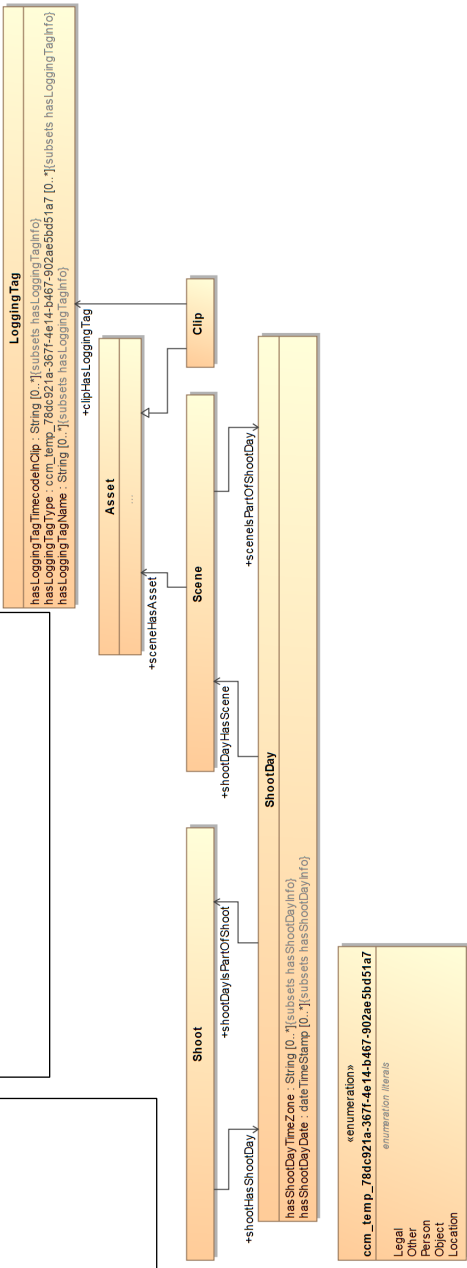 LoggingTag
hasLoggingTagTimecodeInClip : String [0..*]{subsets hasLoggingTagInfo}
hasLoggingTagType : ccm_temp_78dc921a-367f-4e14-b467-902ae5bd51a7 [0..*]{subsets hasLoggingTagInfo}
hasLoggingTagName : String [0..*]{subsets hasLoggingTagInfo}
+clipHasLoggingTag
Asset
...
+sceneHasAsset
Clip
Scene
+shootDayHasScene
+sceneIsPartOfShootDay
Shoot
+shootHasShootDay
+shootDayIsPartOfShoot
ShootDay
hasShootDayTimeZone : String [0..*]{subsets hasShootDayInfo}
hasShootDayDate : dateTimeStamp [0..*]{subsets hasShootDayInfo}
«enumeration»
ccm_temp_78dc921a-367f-4e14-b467-902ae5bd51a7
enumeration literals
Legal
Other
Person
Object
Location